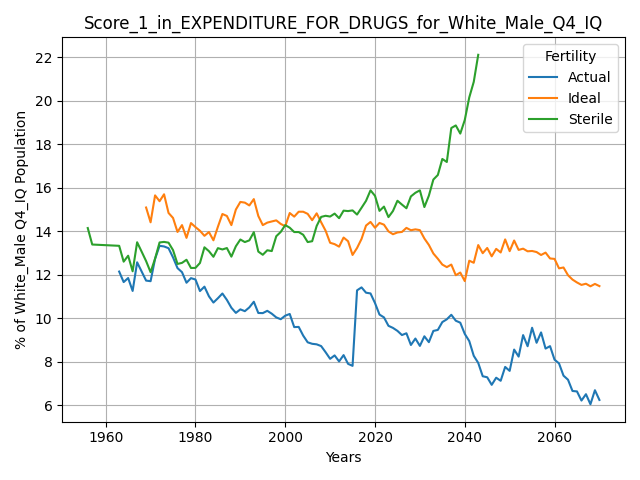 Score_1_in_EXPENDITURE_FOR_DRUGS_for_White_Male_Q4_IQ
Fertility
Actual
Ideal
Sterile
% of White_Male Q4_IQ Population
22
20
18
16
14
12
10
8
6
1960
1980
2000
2020
2040
2060
Years